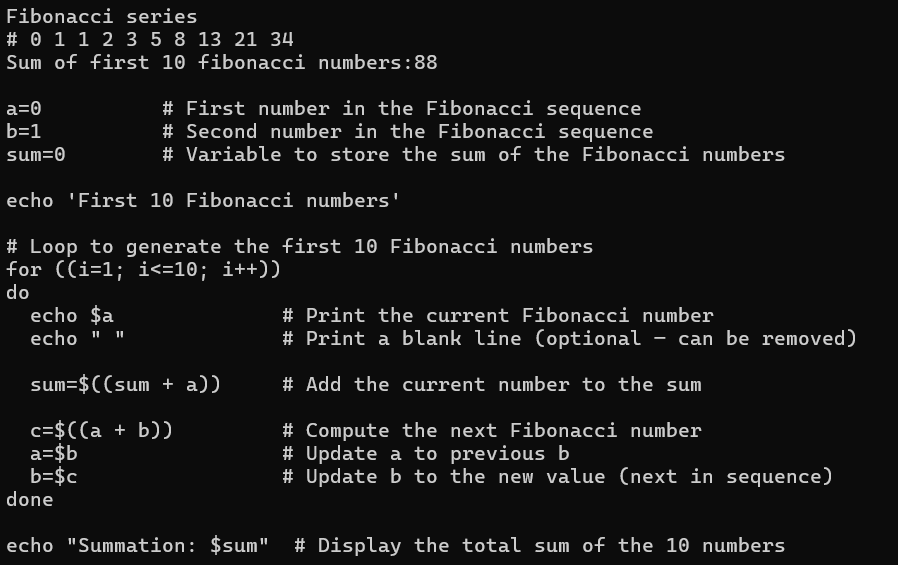 Fibonacci series
# 0 1 1 2 3 5 8 13 21 34
Sum of first 10 fibonacci numbers:88
a=0          # First number in the Fibonacci sequence
b=1          # Second number in the Fibonacci sequence
sum=0        # Variable to store the sum of the Fibonacci numbers
echo 'First 10 Fibonacci numbers'
# Loop to generate the first 10 Fibonacci numbers
for ((i=1; i<=10; i++))
do
  echo $a              # Print the current Fibonacci number
  echo " "             # Print a blank line (optional – can be removed)
  sum=$((sum + a))     # Add the current number to the sum
  c=$((a + b))         # Compute the next Fibonacci number
  a=$b                 # Update a to previous b
  b=$c                 # Update b to the new value (next in sequence)
done
echo "Summation: $sum"  # Display the total sum of the 10 numbers